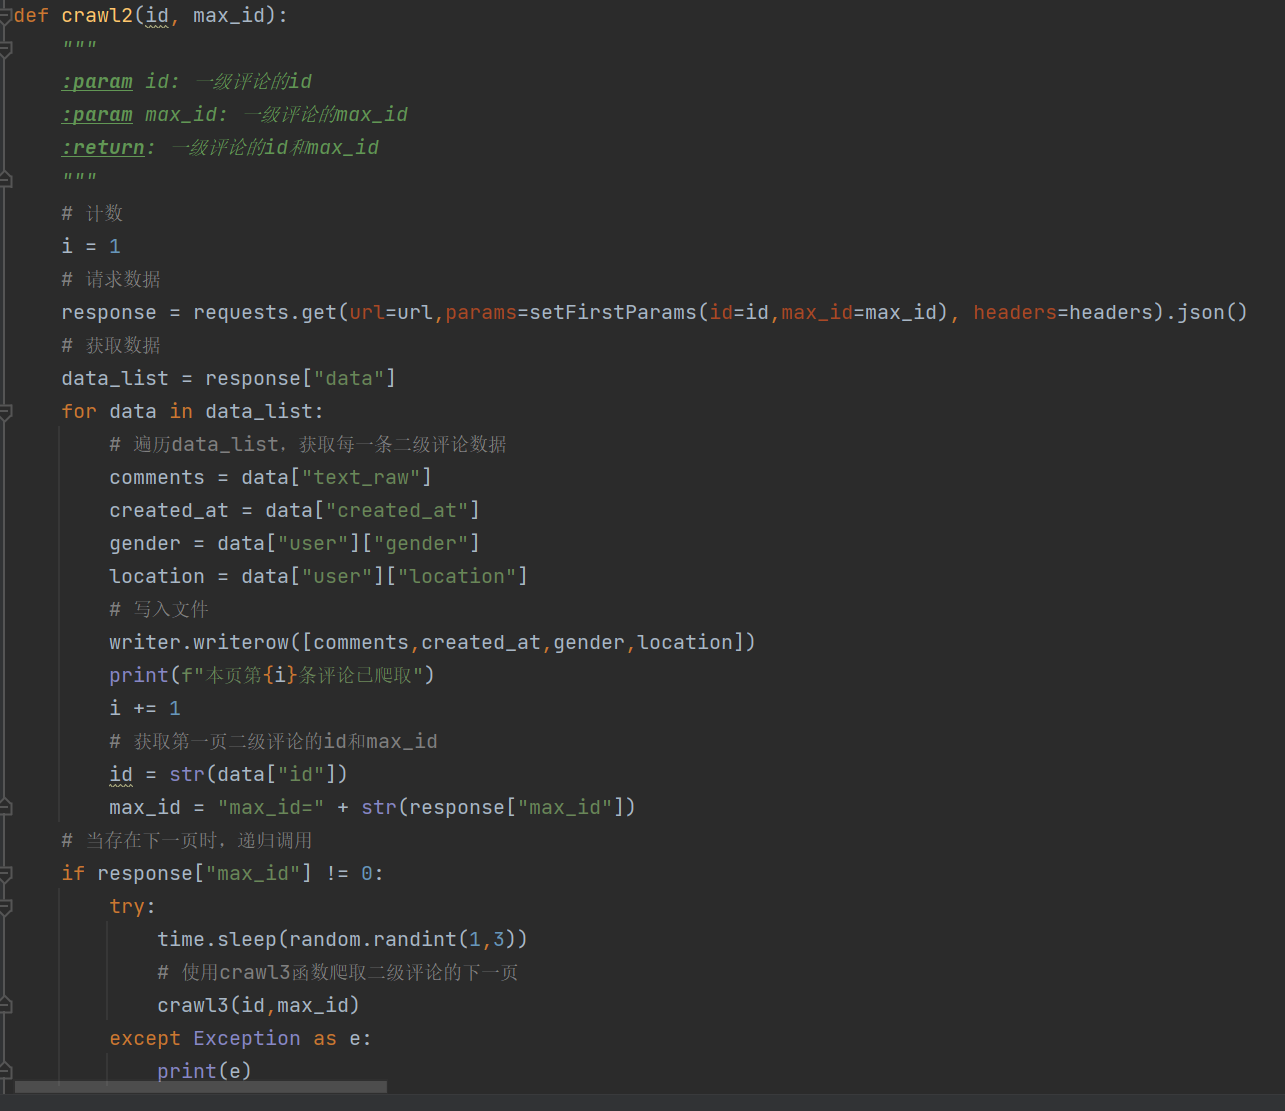 def crawl2(id, max_id):
    """
    :param id: 一级评论的id
    :param max_id: 一级评论的max_id
    :return: 一级评论的id和max_id
    """
    # 计数
    i = 1
    # 请求数据
    response = requests.get(url=url,params=setFirstParams(id=id,max_id=max_id), headers=headers).json()
    # 获取数据
    data_list = response["data"]
    for data in data_list:
        # 遍历data_list，获取每一条二级评论数据
        comments = data["text_raw"]
        created_at = data["created_at"]
        gender = data["user"]["gender"]
        location = data["user"]["location"]
        # 写入文件
        writer.writerow([comments,created_at,gender,location])
        print(f"本页第{i}条评论已爬取")
        i += 1
        # 获取第一页二级评论的id和max_id
        id = str(data["id"])
        max_id = "max_id=" + str(response["max_id"])
    # 当存在下一页时，递归调用
    if response["max_id"] != 0:
        try:
            time.sleep(random.randint(1,3))
            # 使用crawl3函数爬取二级评论的下一页
            crawl3(id,max_id)
        except Exception as e:
            print(e)